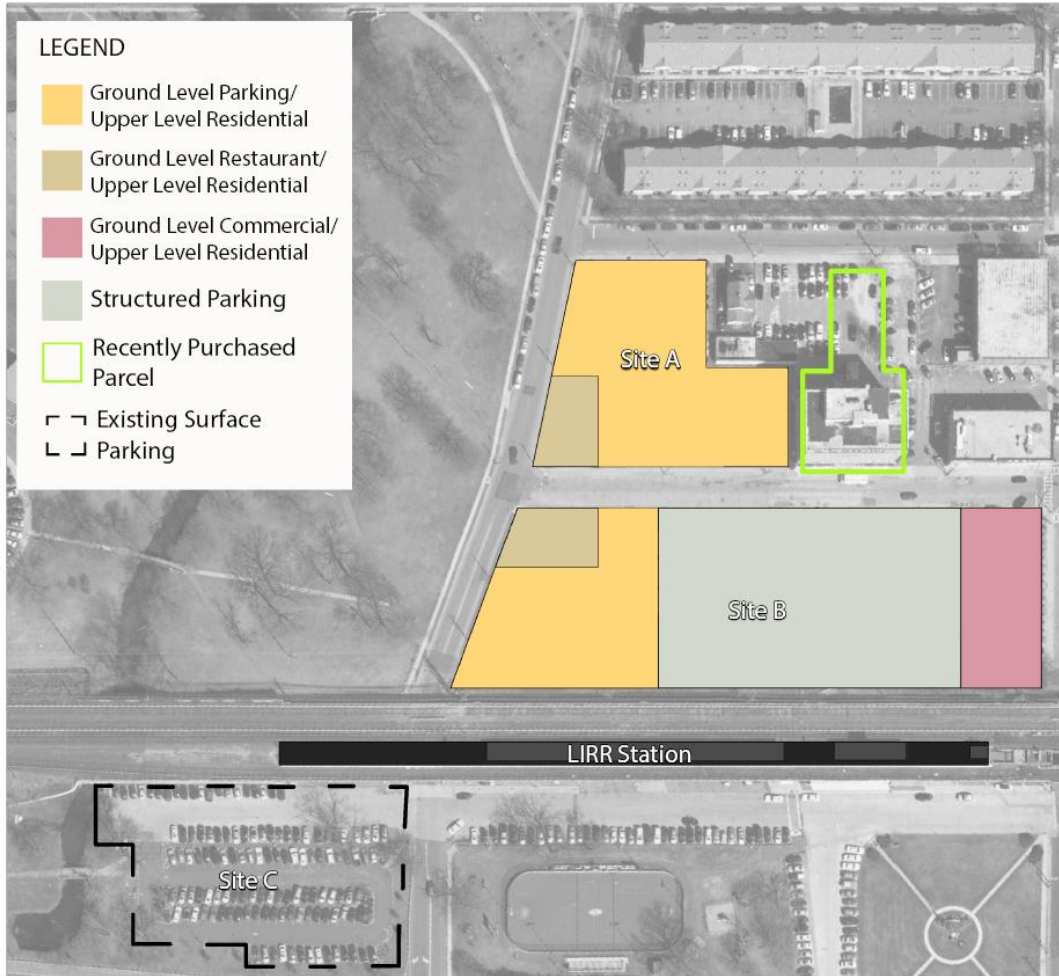 LEGEND
Ground Level Parking/
Upper Level Residential
Ground Level Restaurant/
Upper Level Residential
Ground Level Commercial/
Upper Level Residential
Structured Parking
Recently Purchased
Parcel
Existing Surface
Parking
Site A
Site B
LIRR Station
Site C